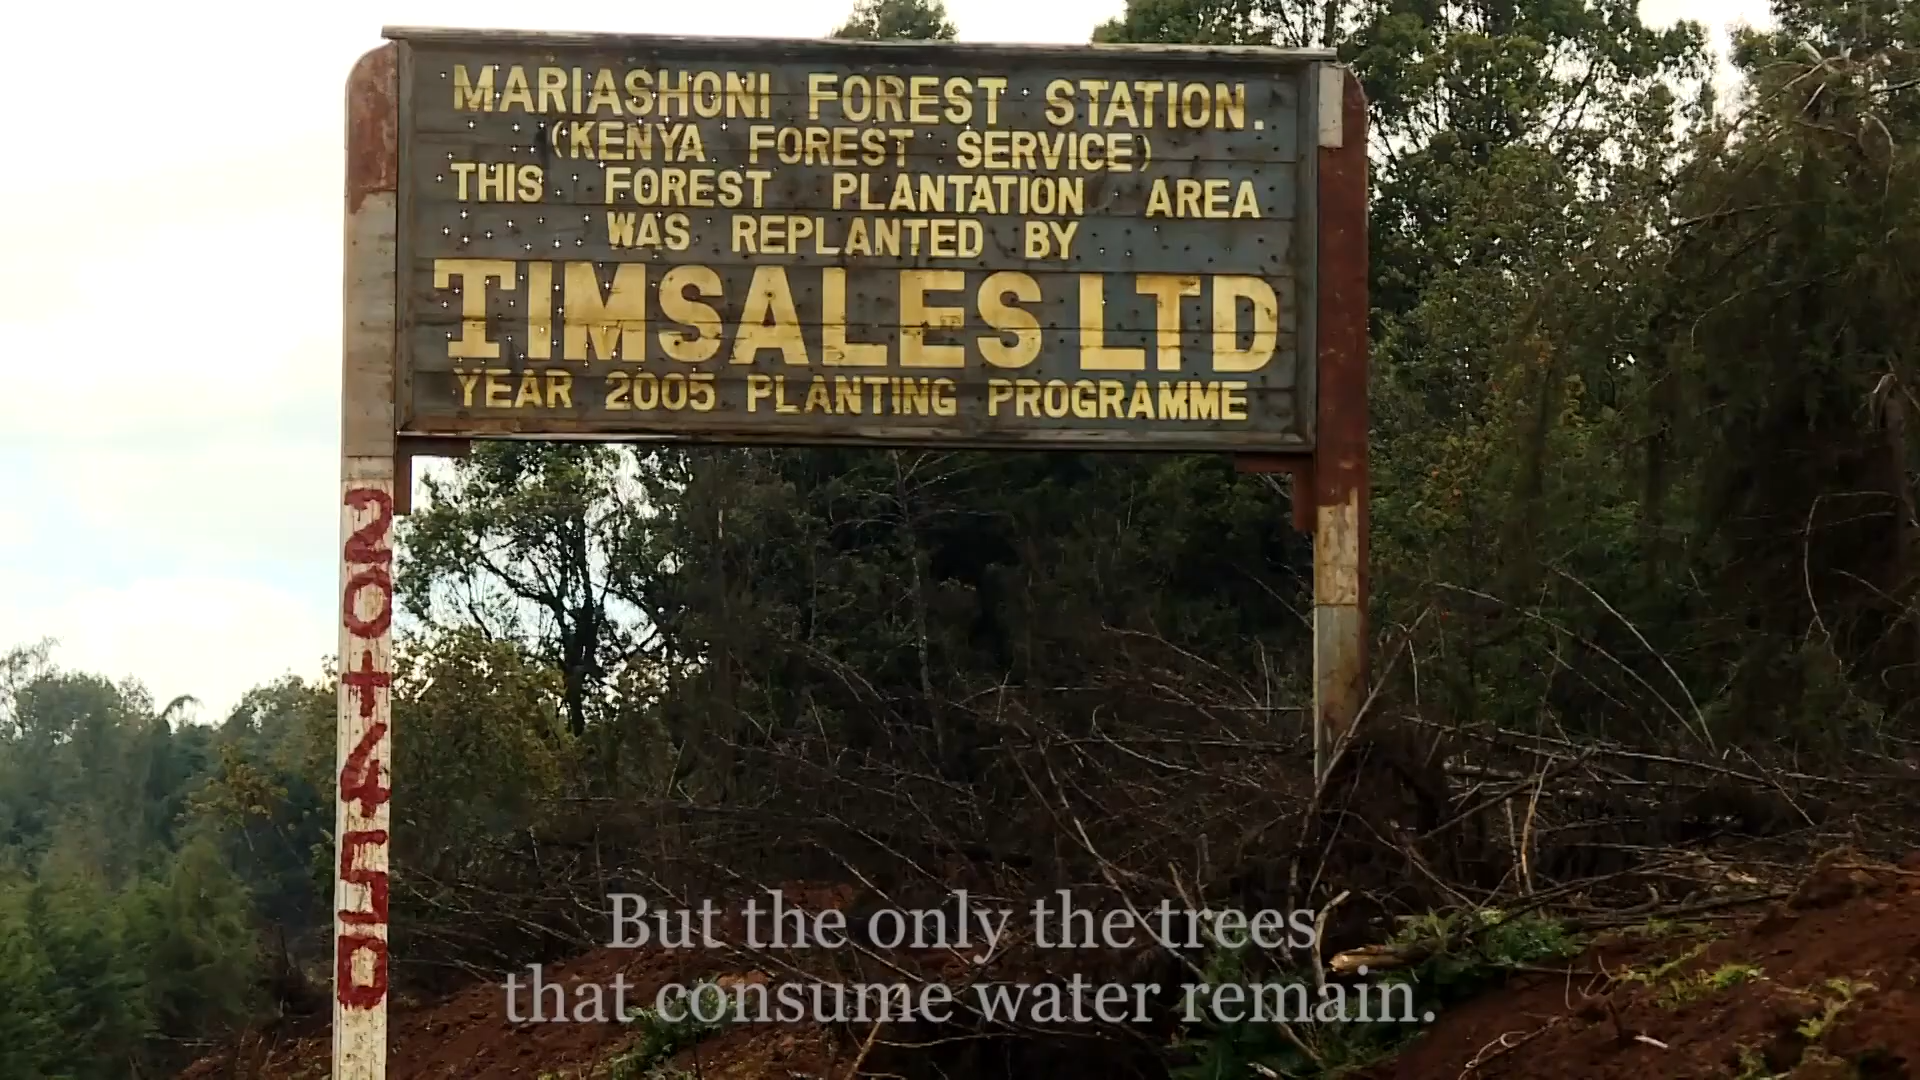 MARIASHONI FOREST STATION.
(KENYA FOREST SERVICE)
THIS FOREST PLANTATION AREA
WAS REPLANTED BY
TIMSALES LTD
YEAR 2005 PLANTING PROGRAMME
20+450
But the only the trees
that consume water remain.